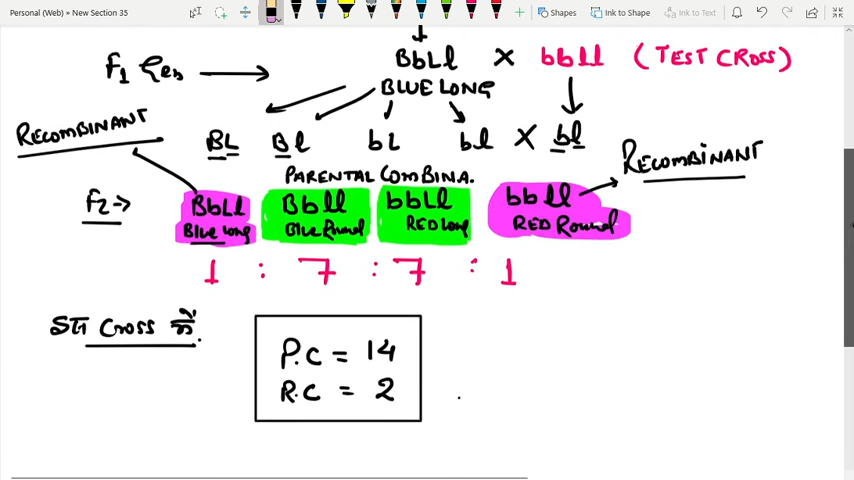 Personal (Web) » New Section 35
Shapes
Ink to Shape
Ink to Text
BbLl × bbll (TEST CROSS)
F1 Gen
BLUE LONG
RECOMBINANT
BL Bl bL bl × bl
PARENTAL COMBINA.
RECOMBINANT
F2→
BbLl Bbll bbLl bbll
Blue Long Blue Round RED Long RED Round
1 : 7 : 7 : 1
Cross में.
P.C = 14
R.C = 2